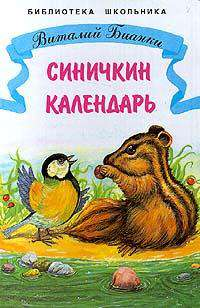 БИБЛИОТЕКА ШКОЛЬНИКА
Виталий Бианки
СИНИЧКИН
КАЛЕНДАРЬ